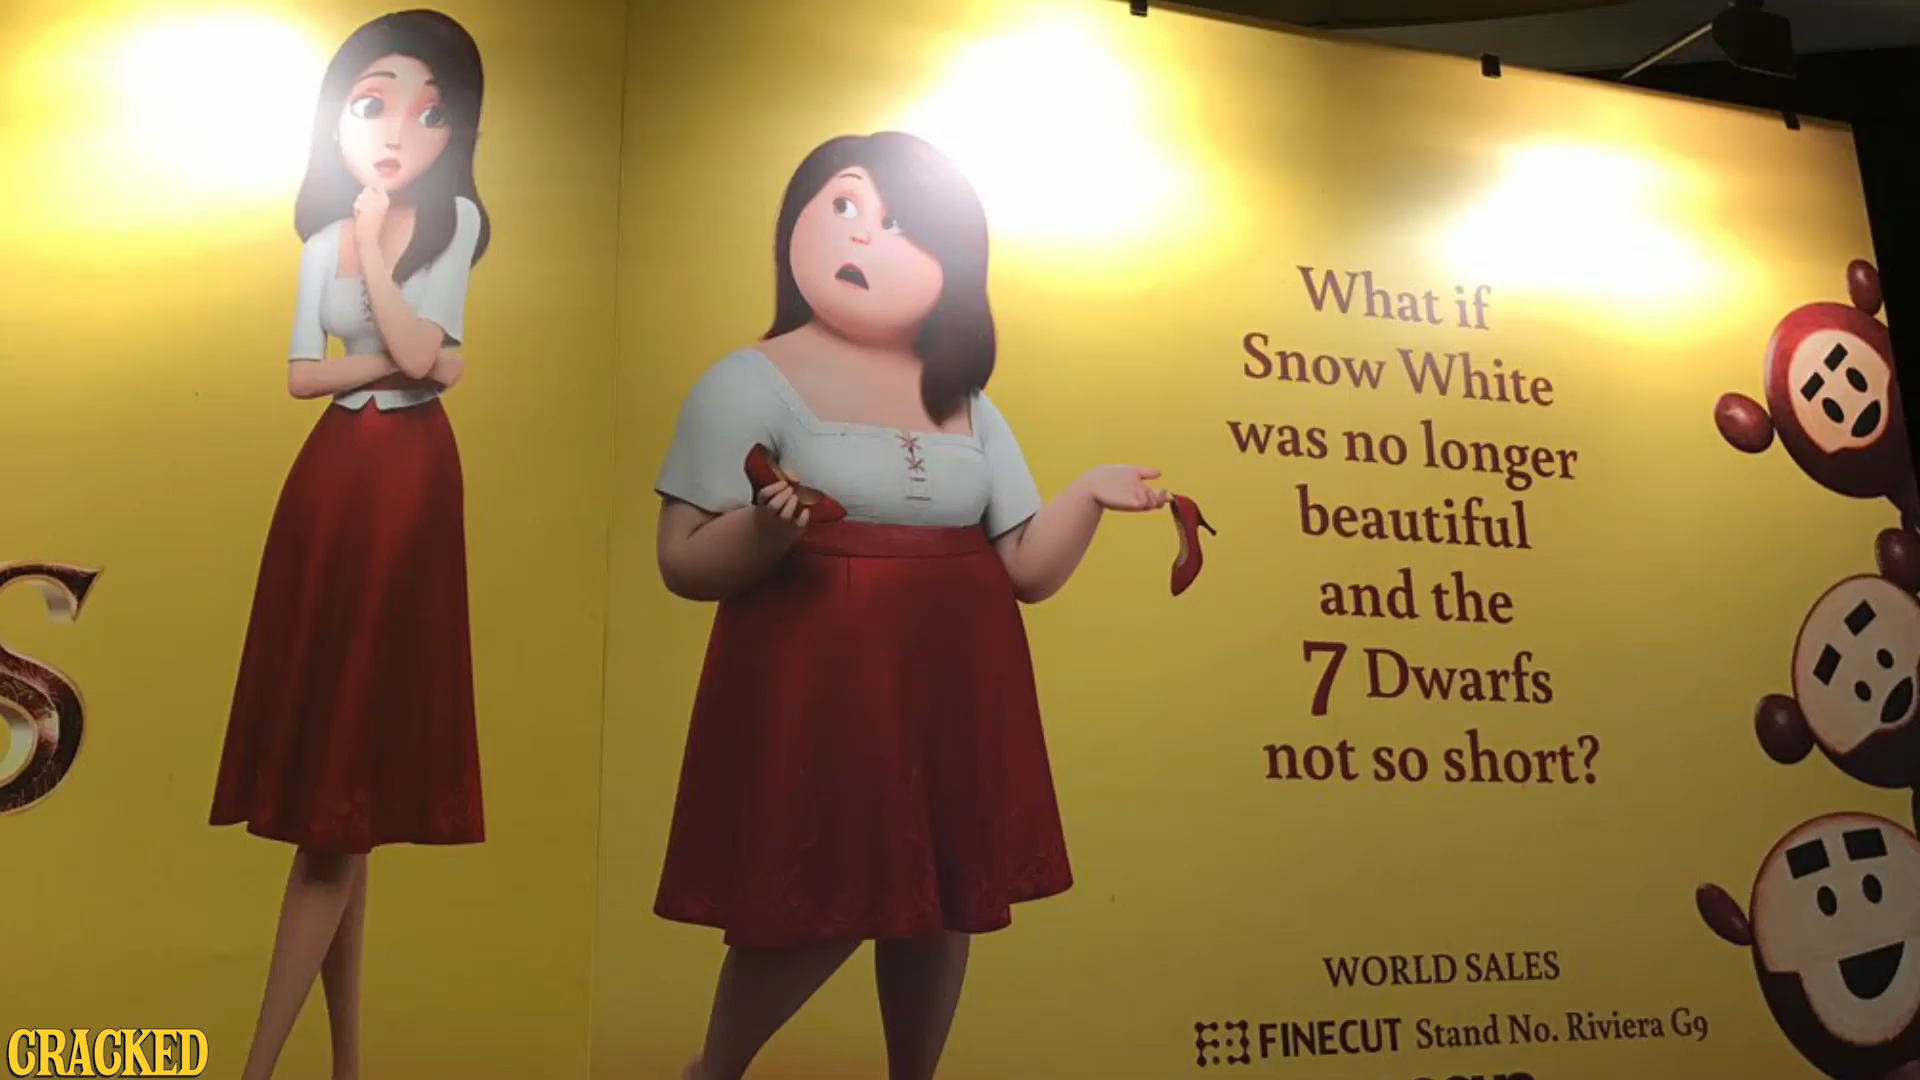 S
What if
Snow White
was no longer
beautiful
and the
7 Dwarfs
not so short?
WORLD SALES
FINECUT Stand No. Riviera G9
CRACKED